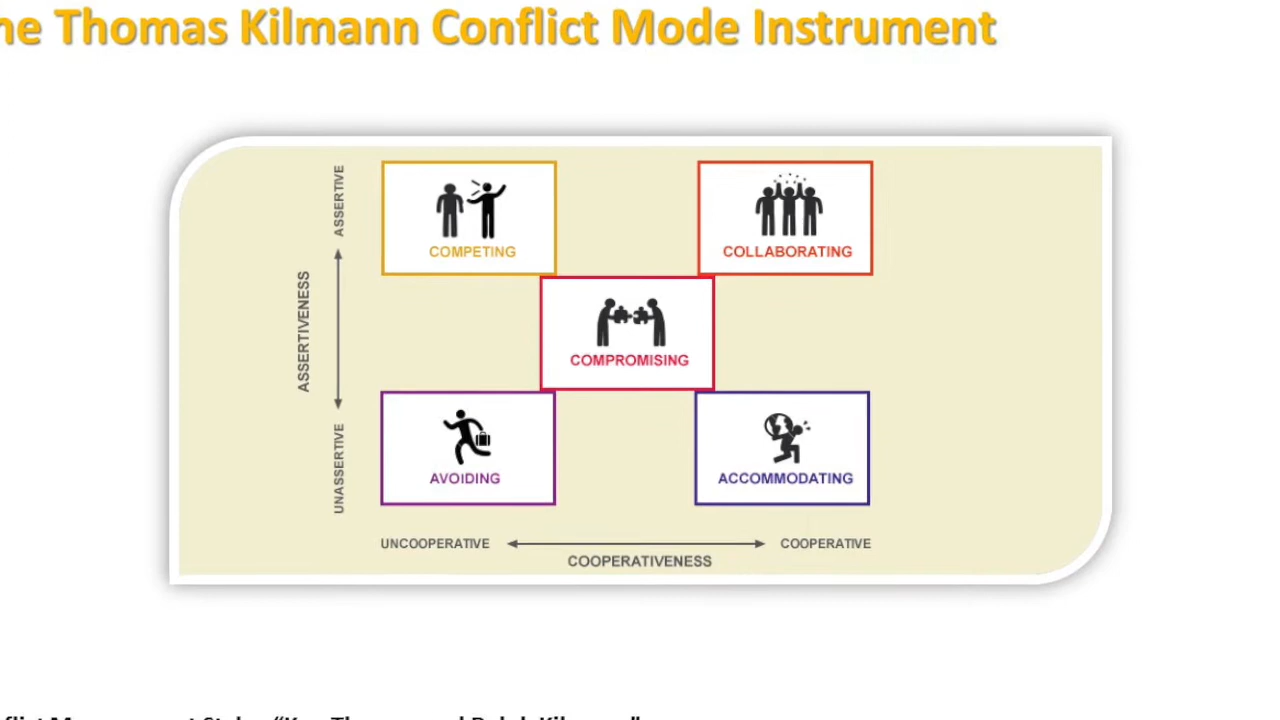 he Thomas Kilmann Conflict Mode Instrument
ASSERTIVE
ASSERTIVENESS
UNASSERTIVE
COMPETING
COLLABORATING
COMPROMISING
AVOIDING
ACCOMMODATING
UNCOOPERATIVE
COOPERATIVE
COOPERATIVENESS